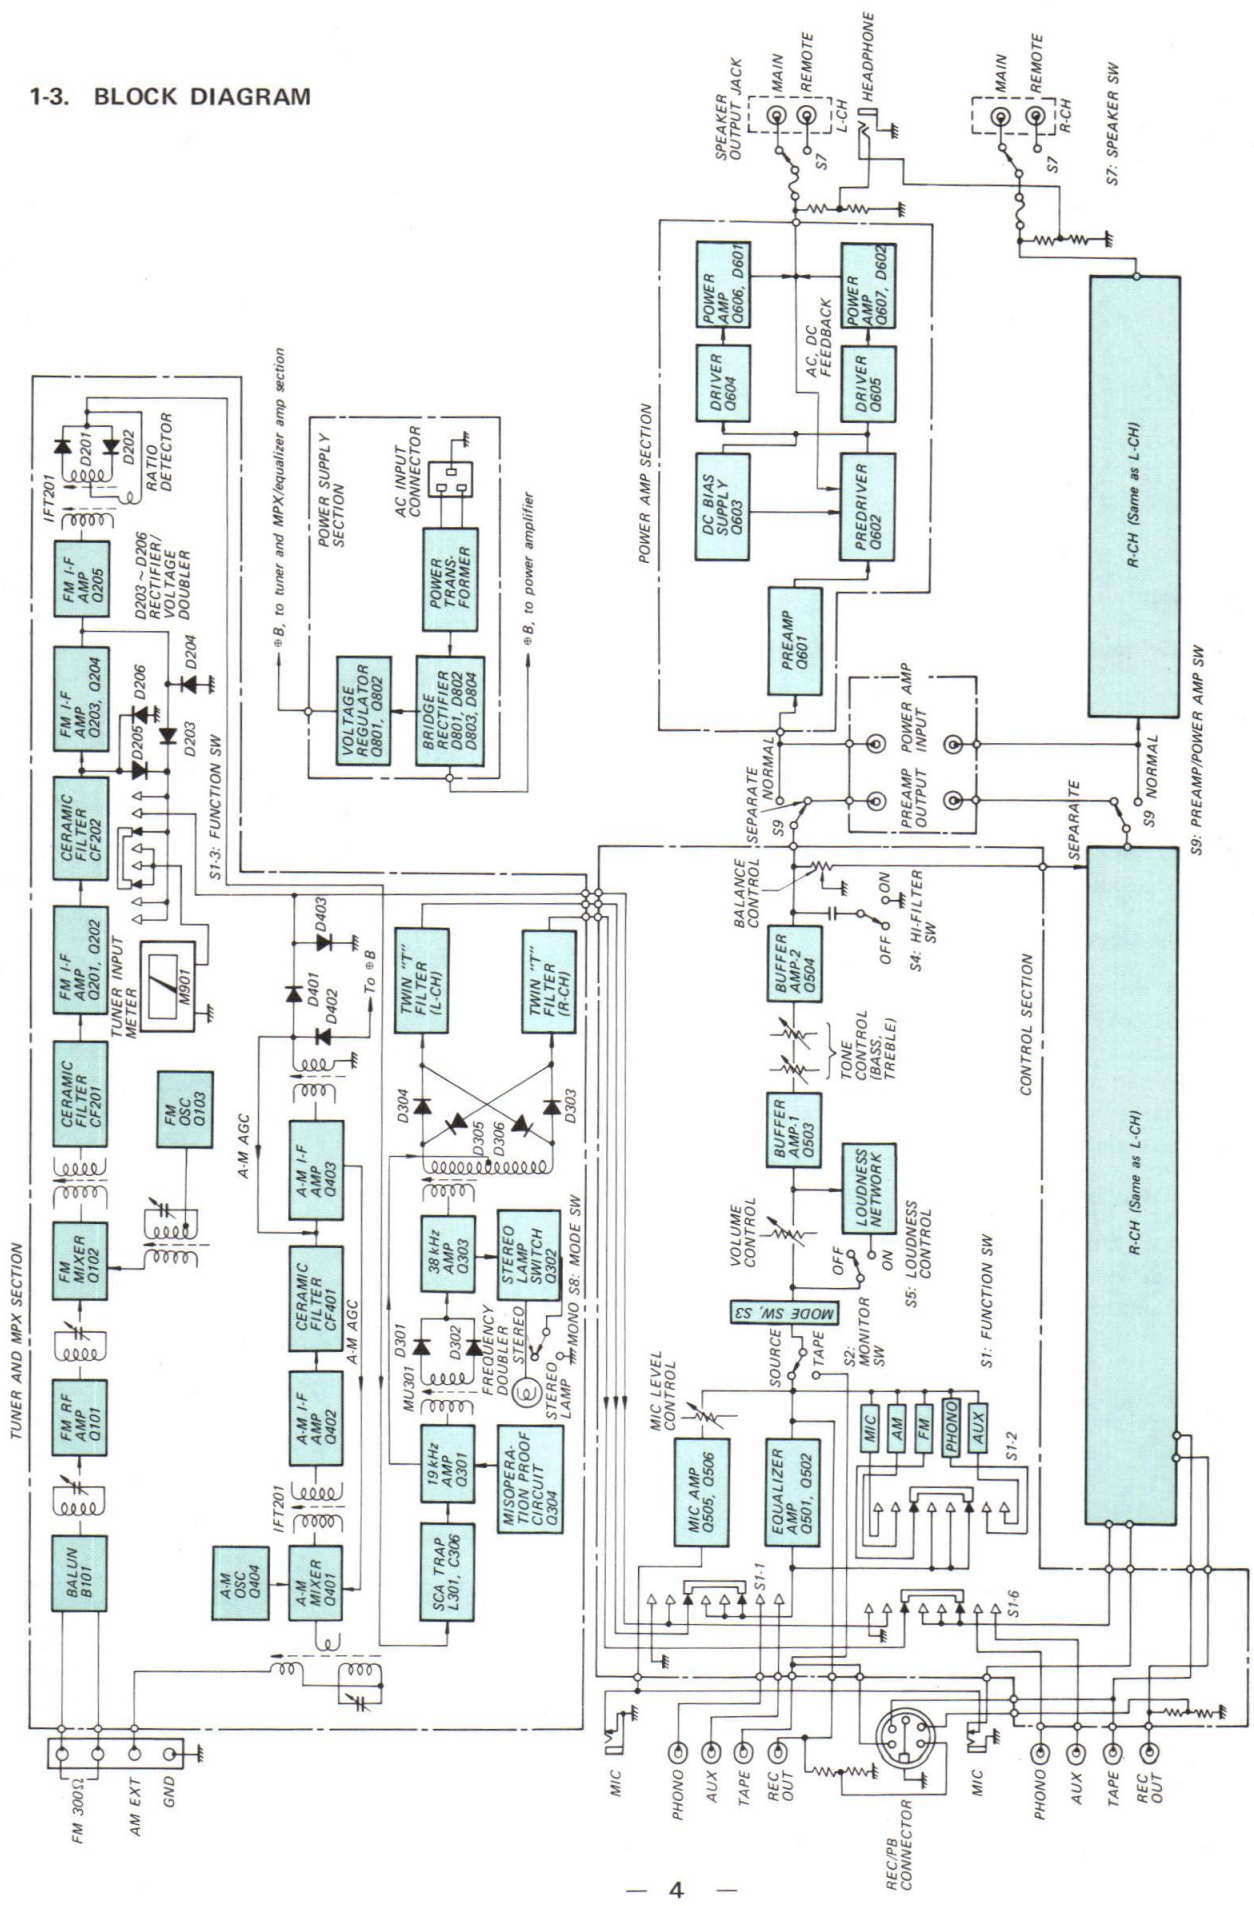 1-3. BLOCK DIAGRAM
TUNER AND MPX SECTION
FM 300Ω
AM EXT
GND
BALUN
B101
FM RF
AMP
Q101
FM
MIXER
Q102
FM
OSC
Q103
CERAMIC
FILTER
CF201
FM I-F
AMP
Q201, Q202
CERAMIC
FILTER
CF202
FM I-F
AMP
Q203, Q204
FM I-F
AMP
Q205
IFT201
D201
D202
RATIO
DETECTOR
D203 ~ D206
RECTIFIER/
VOLTAGE
DOUBLER
D205
D206
D203
D204
S1-3: FUNCTION SW
TUNER INPUT
METER
M901
A-M
OSC
Q404
A-M
MIXER
Q401
IFT201
A-M I-F
AMP
Q402
CERAMIC
FILTER
CF401
A-M I-F
AMP
Q403
A-M AGC
A-M AGC
D401
D402
D403
To ⊕B
SCA TRAP
L301, C306
19 kHz
AMP
Q301
MISOPERA-
TION PROOF
CIRCUIT
Q304
MU301
D301
D302
FREQUENCY
DOUBLER
38 kHz
AMP
Q303
STEREO
LAMP
SWITCH
Q302
STEREO
MONO S8: MODE SW
STEREO
LAMP
D304
D305
D306
D303
TWIN "T"
FILTER
(L-CH)
TWIN "T"
FILTER
(R-CH)
⊕B, to tuner and MPX/equalizer amp section
POWER SUPPLY
SECTION
VOLTAGE
REGULATOR
Q801, Q802
BRIDGE
RECTIFIER
D801, D802
D803, D804
POWER
TRANS-
FORMER
AC INPUT
CONNECTOR
⊕B, to power amplifier
MIC
PHONO
AUX
TAPE
REC
OUT
REC/PB
CONNECTOR
MIC
PHONO
AUX
TAPE
REC
OUT
S1-1
S1-6
MIC AMP
Q505, Q506
MIC LEVEL
CONTROL
EQUALIZER
AMP
Q501, Q502
MIC
AM
FM
PHONO
AUX
S1-2
S1: FUNCTION SW
SOURCE
TAPE
S2:
MONITOR
SW
MODE SW, S3
VOLUME
CONTROL
OFF
ON
S5: LOUDNESS
CONTROL
LOUDNESS
NETWORK
BUFFER
AMP-1
Q503
TONE
CONTROL
(BASS,
TREBLE)
BUFFER
AMP-2
Q504
OFF
ON
S4: HI-FILTER
SW
BALANCE
CONTROL
CONTROL SECTION
R-CH (Same as L-CH)
SEPARATE
NORMAL
S9
PREAMP
OUTPUT
POWER AMP
INPUT
SEPARATE
S9 NORMAL
S9: PREAMP/POWER AMP SW
POWER AMP SECTION
PREAMP
Q601
DC BIAS
SUPPLY
Q603
PREDRIVER
Q602
DRIVER
Q604
DRIVER
Q605
POWER
AMP
Q606, D601
POWER
AMP
Q607, D602
AC, DC
FEEDBACK
R-CH (Same as L-CH)
SPEAKER
OUTPUT JACK
MAIN
REMOTE
L-CH
S7
HEADPHONE
MAIN
REMOTE
R-CH
S7
S7: SPEAKER SW
— 4 —